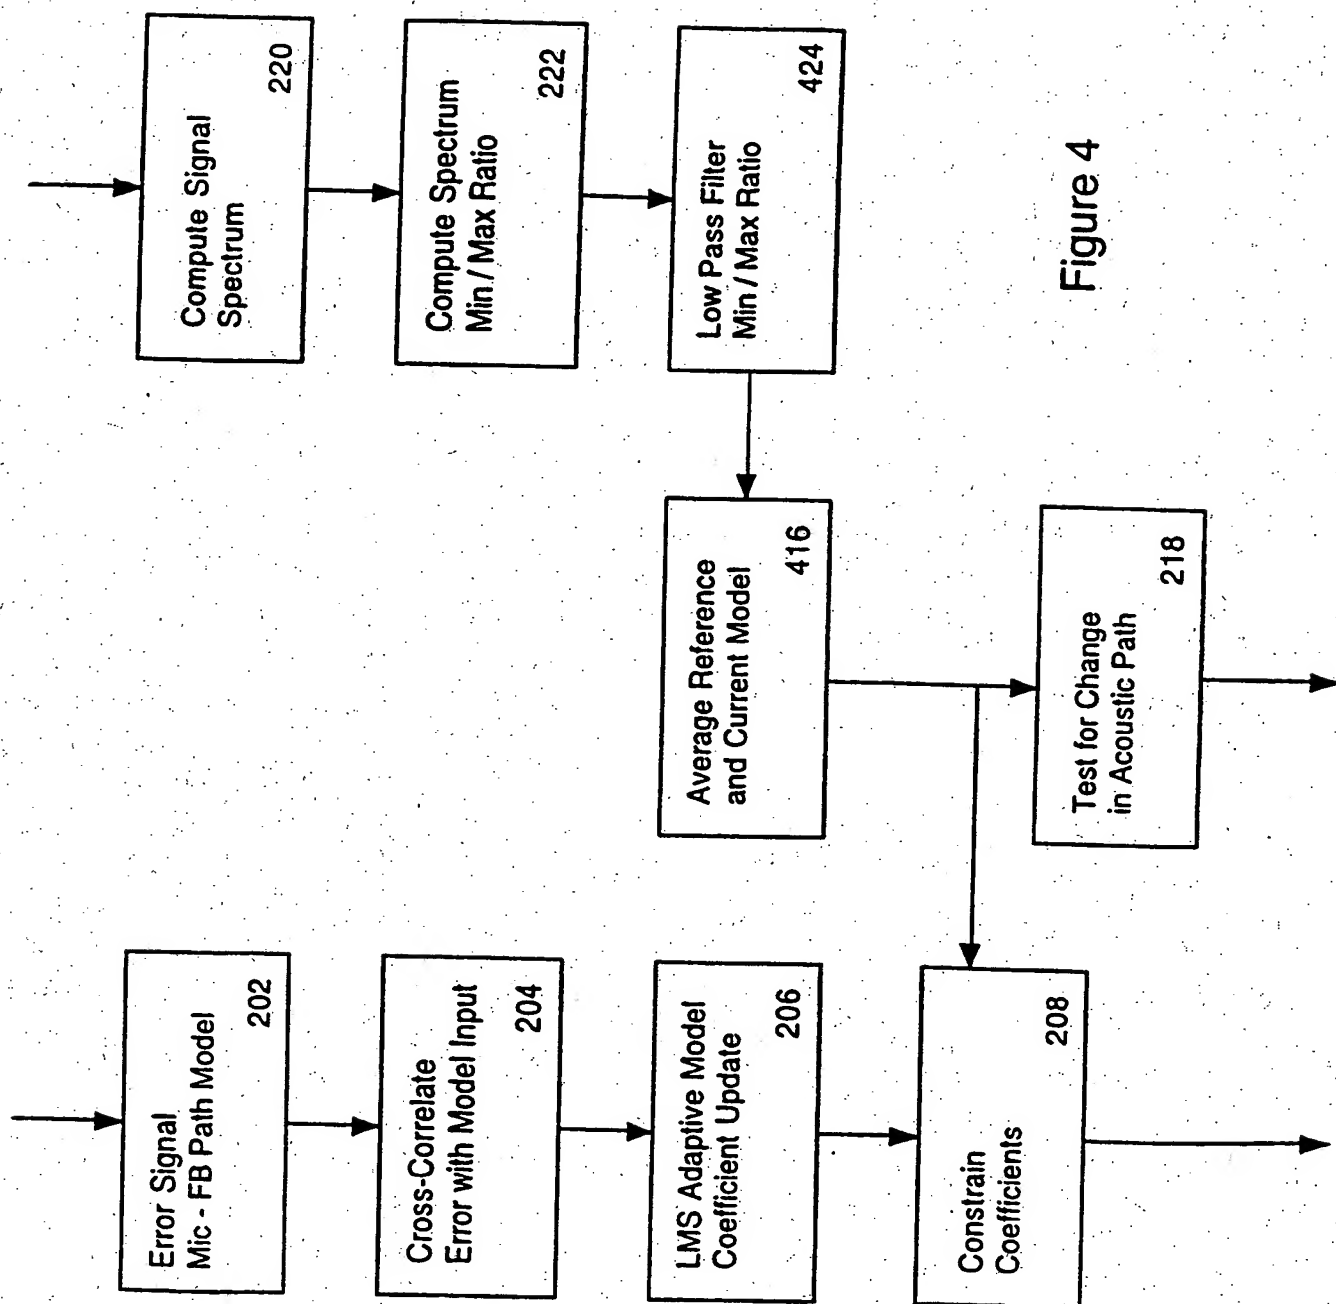 Error Signal
Mic - FB Path Model
202
Cross-Correlate
Error with Model Input
204
LMS Adaptive Model
Coefficient Update
206
Constrain
Coefficients
208
Average Reference
and Current Model
416
Test for Change
in Acoustic Path
218
Compute Signal
Spectrum
220
Compute Spectrum
Min / Max Ratio
222
Low Pass Filter
Min / Max Ratio
424
Figure 4